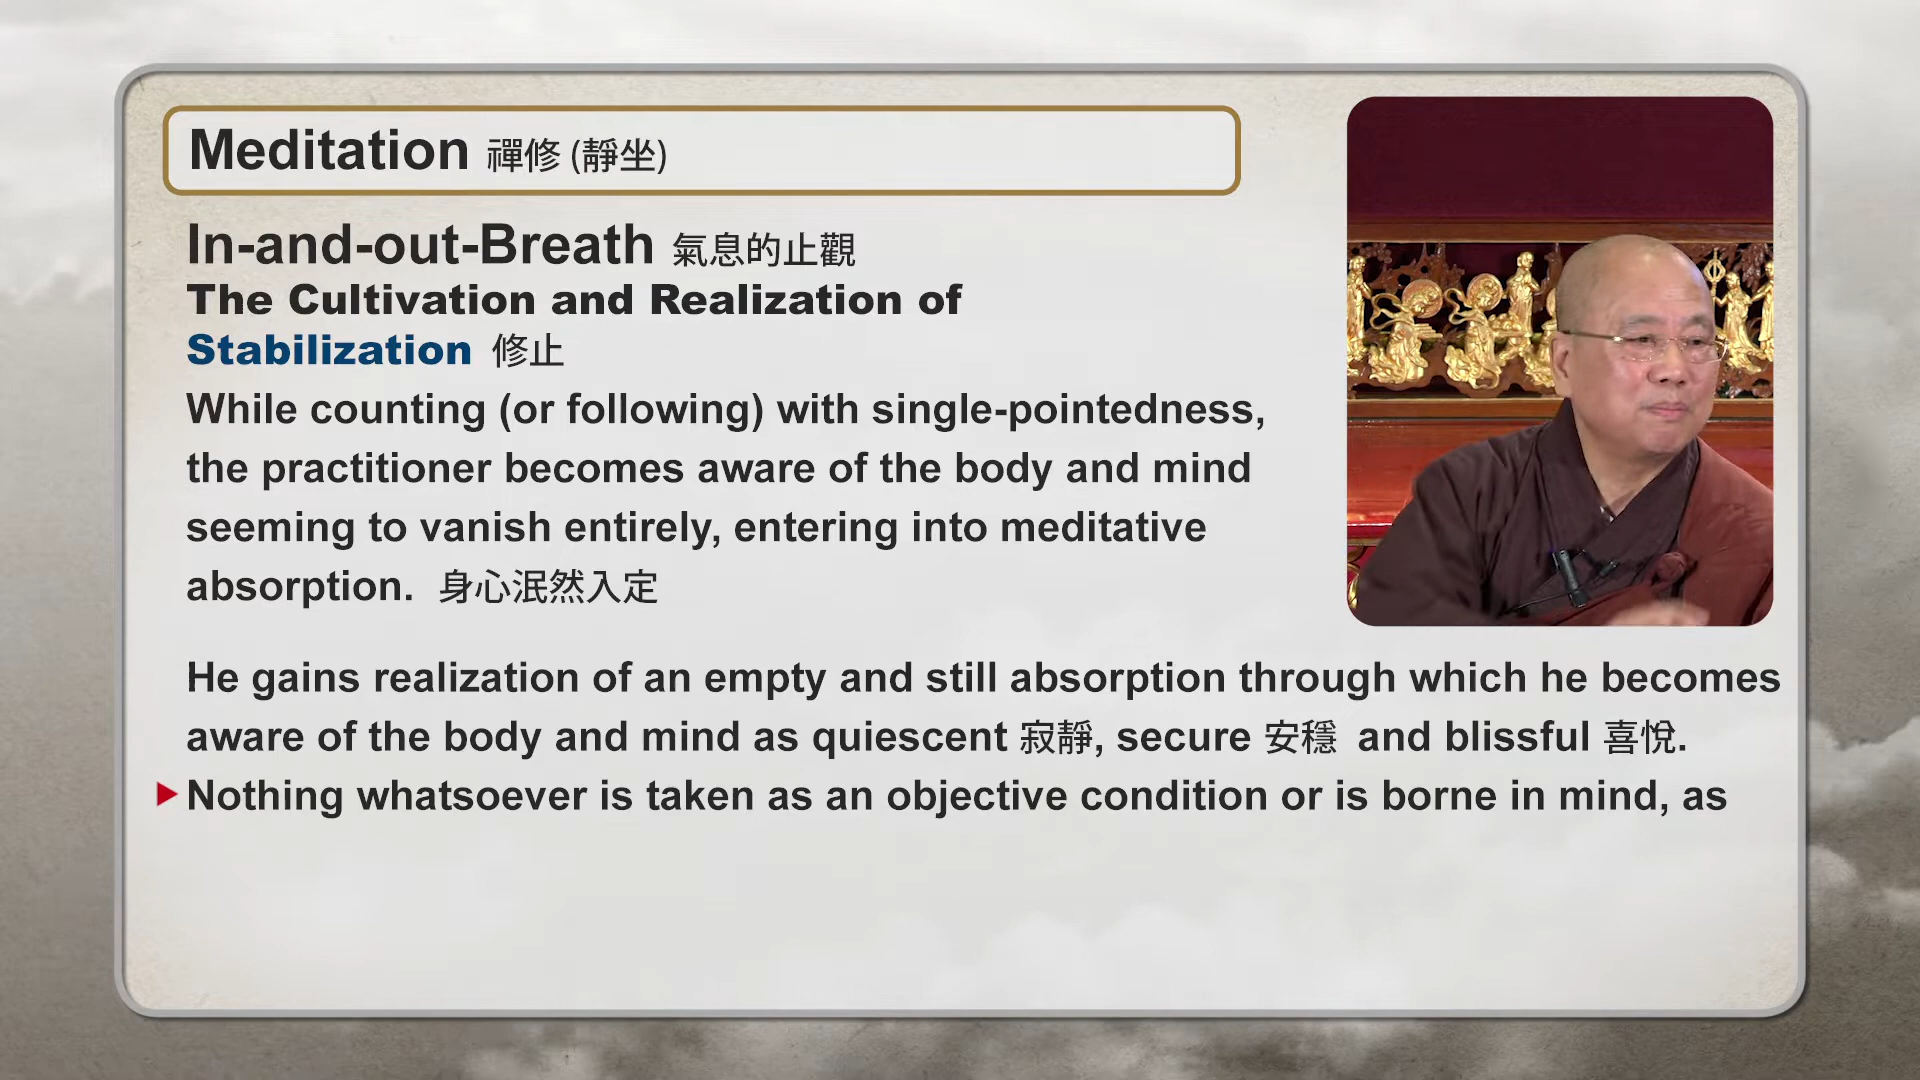 Meditation 禪修 (靜坐)
In-and-out-Breath 氣息的止觀
The Cultivation and Realization of
Stabilization 修止
While counting (or following) with single-pointedness,
the practitioner becomes aware of the body and mind
seeming to vanish entirely, entering into meditative
absorption. 身心泯然入定
He gains realization of an empty and still absorption through which he becomes
aware of the body and mind as quiescent 寂靜, secure 安穩 and blissful 喜悅.
Nothing whatsoever is taken as an objective condition or is borne in mind, as